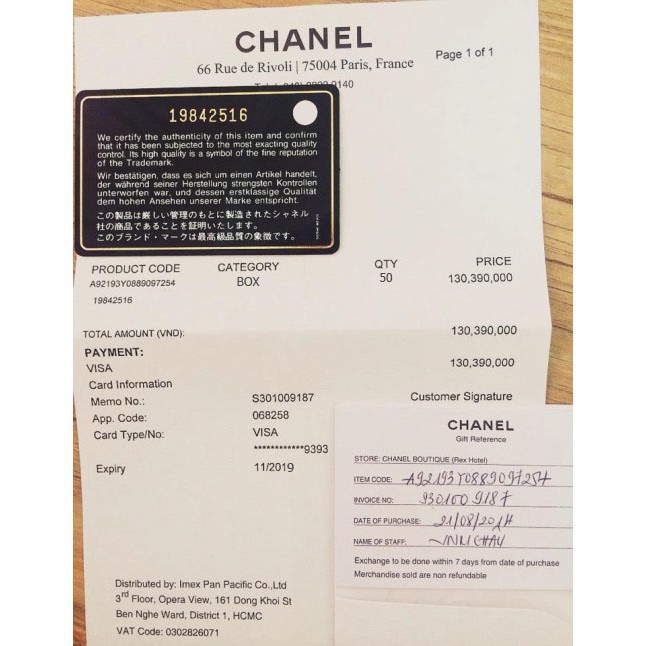 CHANEL
66 Rue de Rivoli | 75004 Paris, France
Page 1 of 1
19842516
We certify the authenticity of this item and confirm
that it has been subjected to the most exacting quality
control. Its high quality is a symbol of the fine reputation
of the Trademark.
Wir bestätigen, dass es sich um einen Artikel handelt,
der während seiner Herstellung strengsten Kontrollen
unterworfen war, und dessen erstklassige Qualität
dem hohen Ansehen unserer Marke entspricht.
この製品は厳しい管理のもとに製造されたシャネル
社の商品であることを証明いたします。
このブランド・マークは最高級品質の象徴です。
PRODUCT CODE CATEGORY QTY PRICE
A92193Y0889097254 BOX 50 130,390,000
19842516
TOTAL AMOUNT (VND): 130,390,000
PAYMENT:
VISA 130,390,000
Card Information
Memo No.: S301009187 Customer Signature
App. Code: 068258
Card Type/No: VISA
************9393
Expiry 11/2019
CHANEL
Gift Reference
STORE: CHANEL BOUTIQUE (Rex Hotel)
ITEM CODE: A92193Y0889097254
INVOICE NO: 9301009187
DATE OF PURCHASE: 21/08/2014
NAME OF STAFF:
Exchange to be done within 7 days from date of purchase
Merchandise sold are non refundable
Distributed by: Imex Pan Pacific Co.,Ltd
3rd Floor, Opera View, 161 Dong Khoi St
Ben Nghe Ward, District 1, HCMC
VAT Code: 0302826071